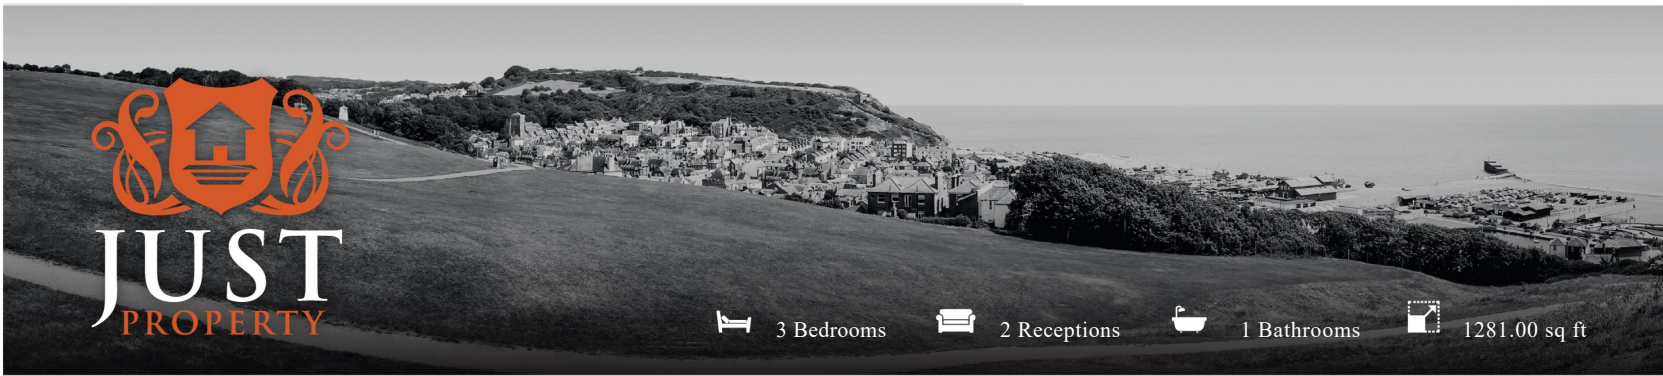 JUST
PROPERTY
3 Bedrooms
2 Receptions
1 Bathrooms
1281.00 sq ft